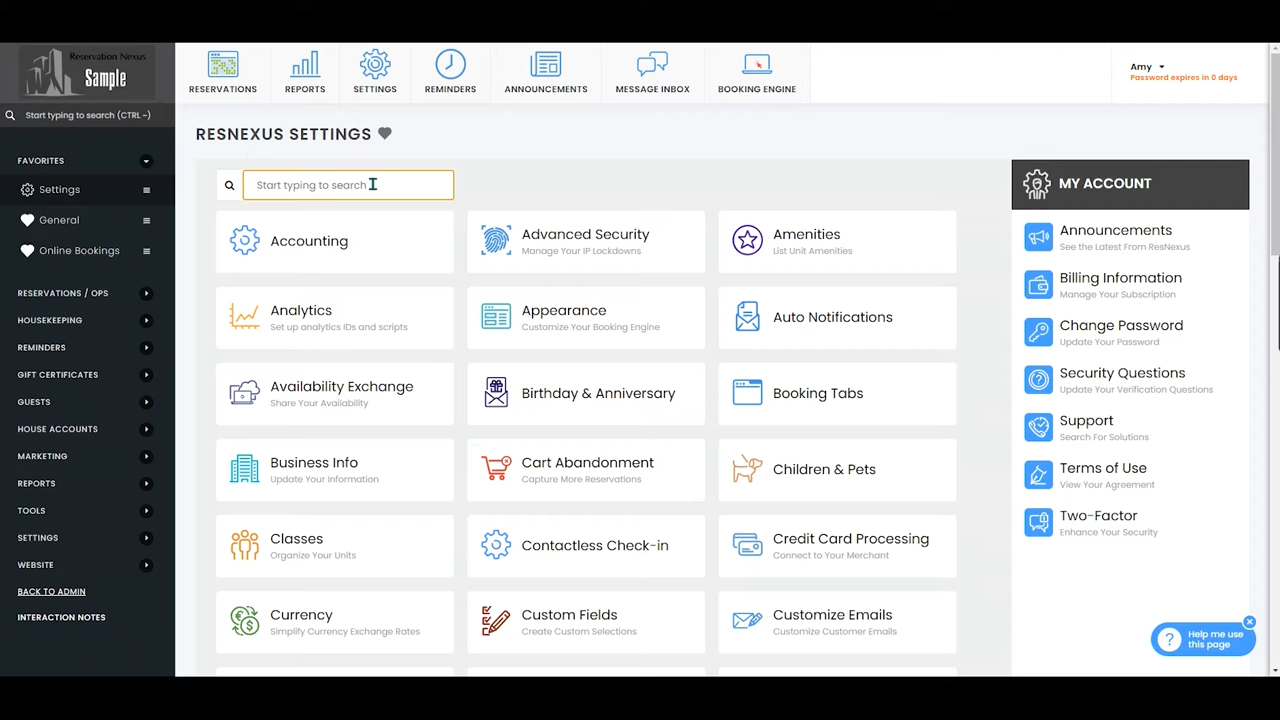 Reservation Nexus
Sample
RESERVATIONS
REPORTS
SETTINGS
REMINDERS
ANNOUNCEMENTS
MESSAGE INBOX
BOOKING ENGINE
Amy
Password expires in 0 days
Start typing to search (CTRL ~)
FAVORITES
Settings
General
Online Bookings
RESERVATIONS / OPS
HOUSEKEEPING
REMINDERS
GIFT CERTIFICATES
GUESTS
HOUSE ACCOUNTS
MARKETING
REPORTS
TOOLS
SETTINGS
WEBSITE
BACK TO ADMIN
INTERACTION NOTES
RESNEXUS SETTINGS
Start typing to search
Accounting
Advanced Security
Manage Your IP Lockdowns
Amenities
List Unit Amenities
Analytics
Set up analytics IDs and scripts
Appearance
Customize Your Booking Engine
Auto Notifications
Availability Exchange
Share Your Availability
Birthday & Anniversary
Booking Tabs
Business Info
Update Your Information
Cart Abandonment
Capture More Reservations
Children & Pets
Classes
Organize Your Units
Contactless Check-in
Credit Card Processing
Connect to Your Merchant
Currency
Simplify Currency Exchange Rates
Custom Fields
Create Custom Selections
Customize Emails
Customize Customer Emails
MY ACCOUNT
Announcements
See the Latest From ResNexus
Billing Information
Manage Your Subscription
Change Password
Update Your Password
Security Questions
Update Your Verification Questions
Support
Search For Solutions
Terms of Use
View Your Agreement
Two-Factor
Enhance Your Security
Help me use
this page